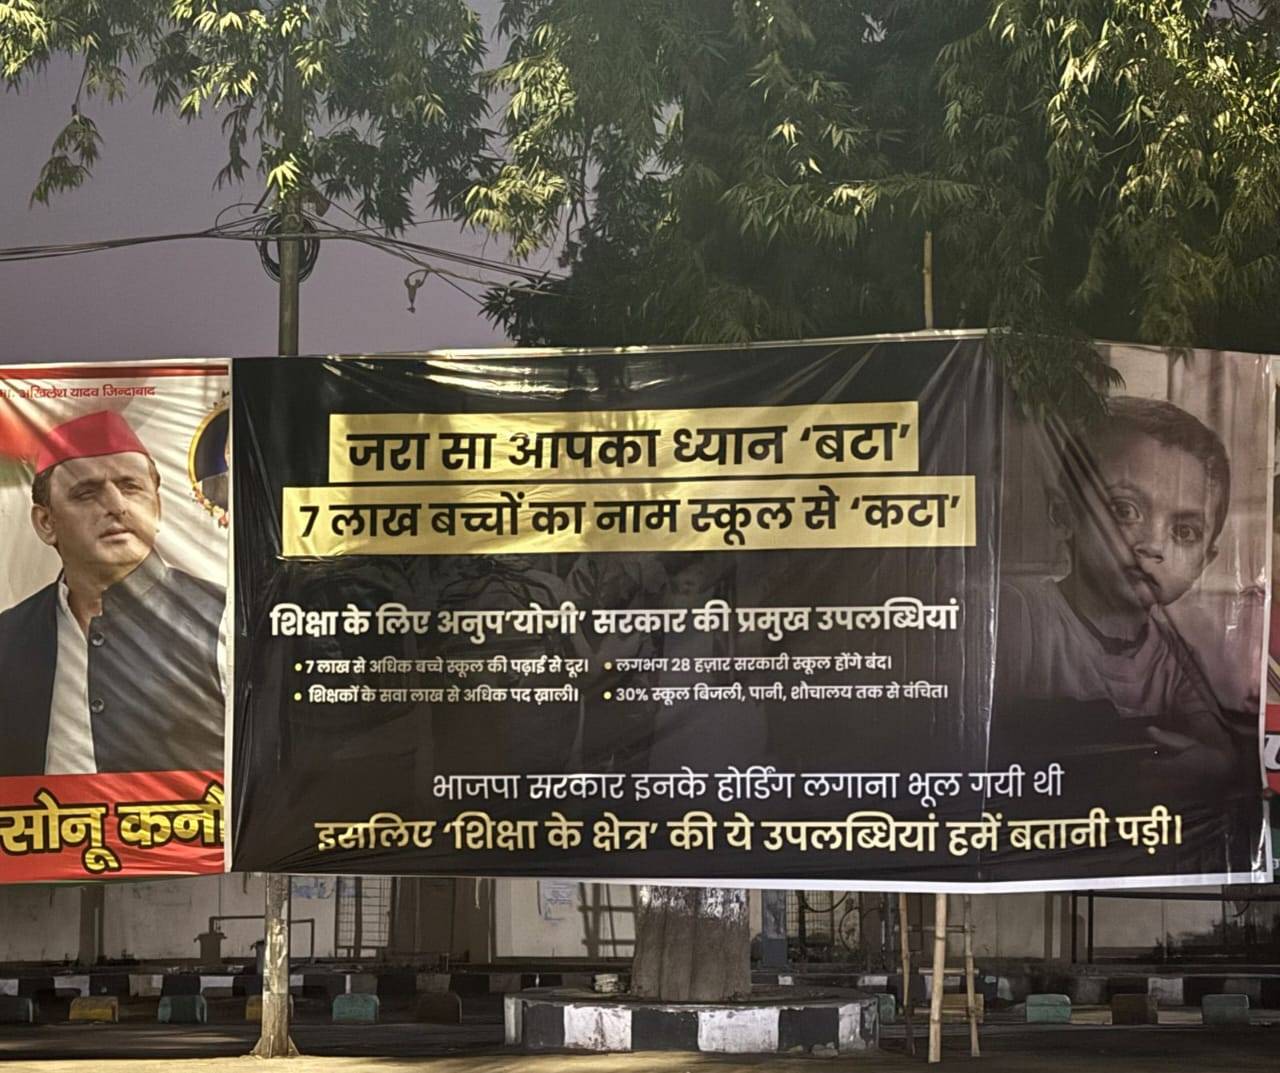 अखिलेश यादव जिन्दाबाद
सोनू
जरा सा आपका ध्यान ‘बटा’
7 लाख बच्चों का नाम स्कूल से ‘कटा’
शिक्षा के लिए अनुप‘योगी’ सरकार की प्रमुख उपलब्धियां
• 7 लाख से अधिक बच्चे स्कूल की पढ़ाई से दूर।
• शिक्षकों के सवा लाख से अधिक पद ख़ाली।
• लगभग 28 हज़ार सरकारी स्कूल होंगे बंद।
• 30% स्कूल बिजली, पानी, शौचालय तक से वंचित।
भाजपा सरकार इनके होर्डिंग लगाना भूल गयी थी
इसलिए ‘शिक्षा के क्षेत्र’ की ये उपलब्धियां हमें बतानी पड़ी।